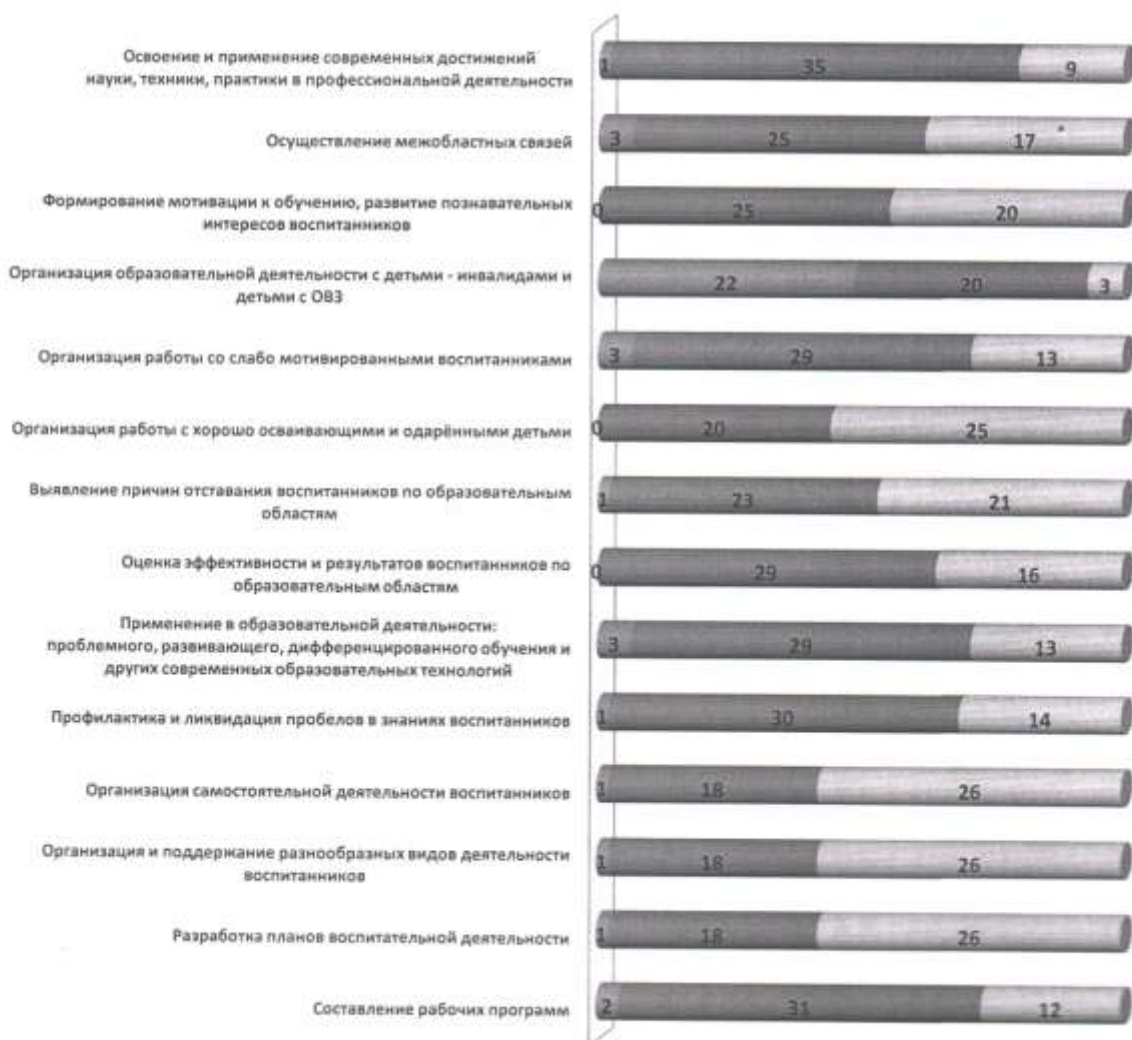 Освоение и применение современных достижений
науки, техники, практики в профессиональной деятельности
1 35 9
Осуществление межобластных связей
3 25 17
Формирование мотивации к обучению, развитие познавательных
интересов воспитанников
0 25 20
Организация образовательной деятельности с детьми - инвалидами и
детьми с ОВЗ
22 20 3
Организация работы со слабо мотивированными воспитанниками
3 29 13
Организация работы с хорошо осваивающими и одарёнными детьми
0 20 25
Выявление причин отставания воспитанников по образовательным
областям
1 23 21
Оценка эффективности и результатов воспитанников по
образовательным областям
0 29 16
Применение в образовательной деятельности:
проблемного, развивающего, дифференцированного обучения и
других современных образовательных технологий
3 29 13
Профилактика и ликвидация пробелов в знаниях воспитанников
1 30 14
Организация самостоятельной деятельности воспитанников
1 18 26
Организация и поддержание разнообразных видов деятельности
воспитанников
1 18 26
Разработка планов воспитательной деятельности
1 18 26
Составление рабочих программ
2 31 12